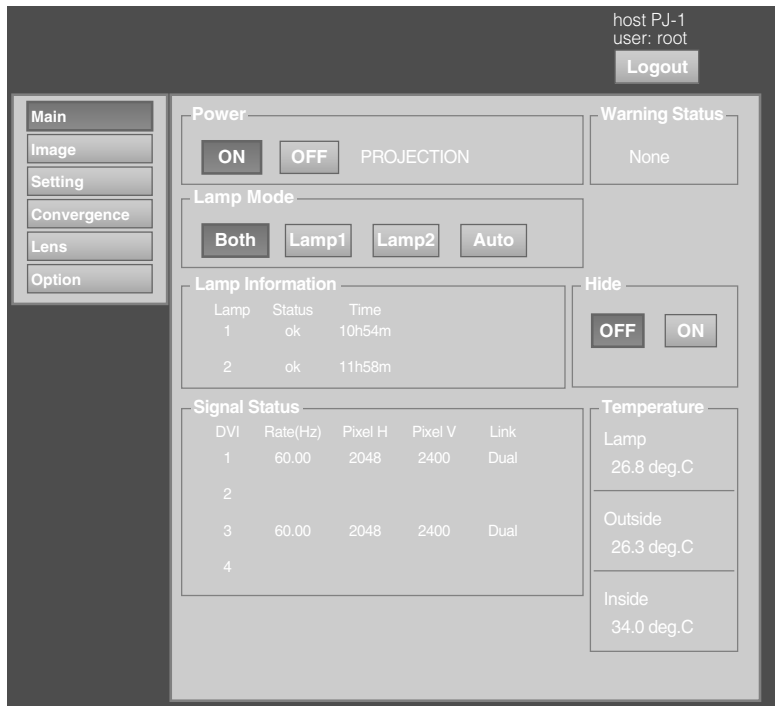 host PJ-1
user: root
Logout
Main
Image
Setting
Convergence
Lens
Option
Power
ON OFF PROJECTION
Warning Status
None
Lamp Mode
Both Lamp1 Lamp2 Auto
Lamp Information
Lamp Status Time
1 ok 10h54m
2 ok 11h58m
Hide
OFF ON
Signal Status
DVI Rate(Hz) Pixel H Pixel V Link
1 60.00 2048 2400 Dual
2
3 60.00 2048 2400 Dual
4
Temperature
Lamp
26.8 deg.C
Outside
26.3 deg.C
Inside
34.0 deg.C